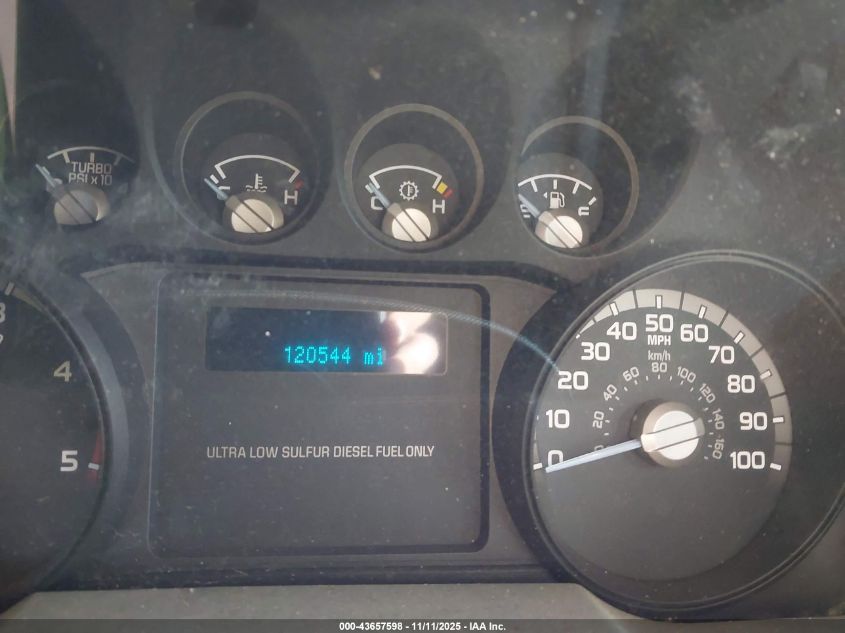 TURBO
PSI x 10
H
C H
E F
120544 mi
ULTRA LOW SULFUR DIESEL FUEL ONLY
4
5
0 10 20 30 40 50 60 70 80 90 100
MPH
km/h
20 40 60 80 100 120 140 160
000-43657598 - 11/11/2025 - IAA Inc.